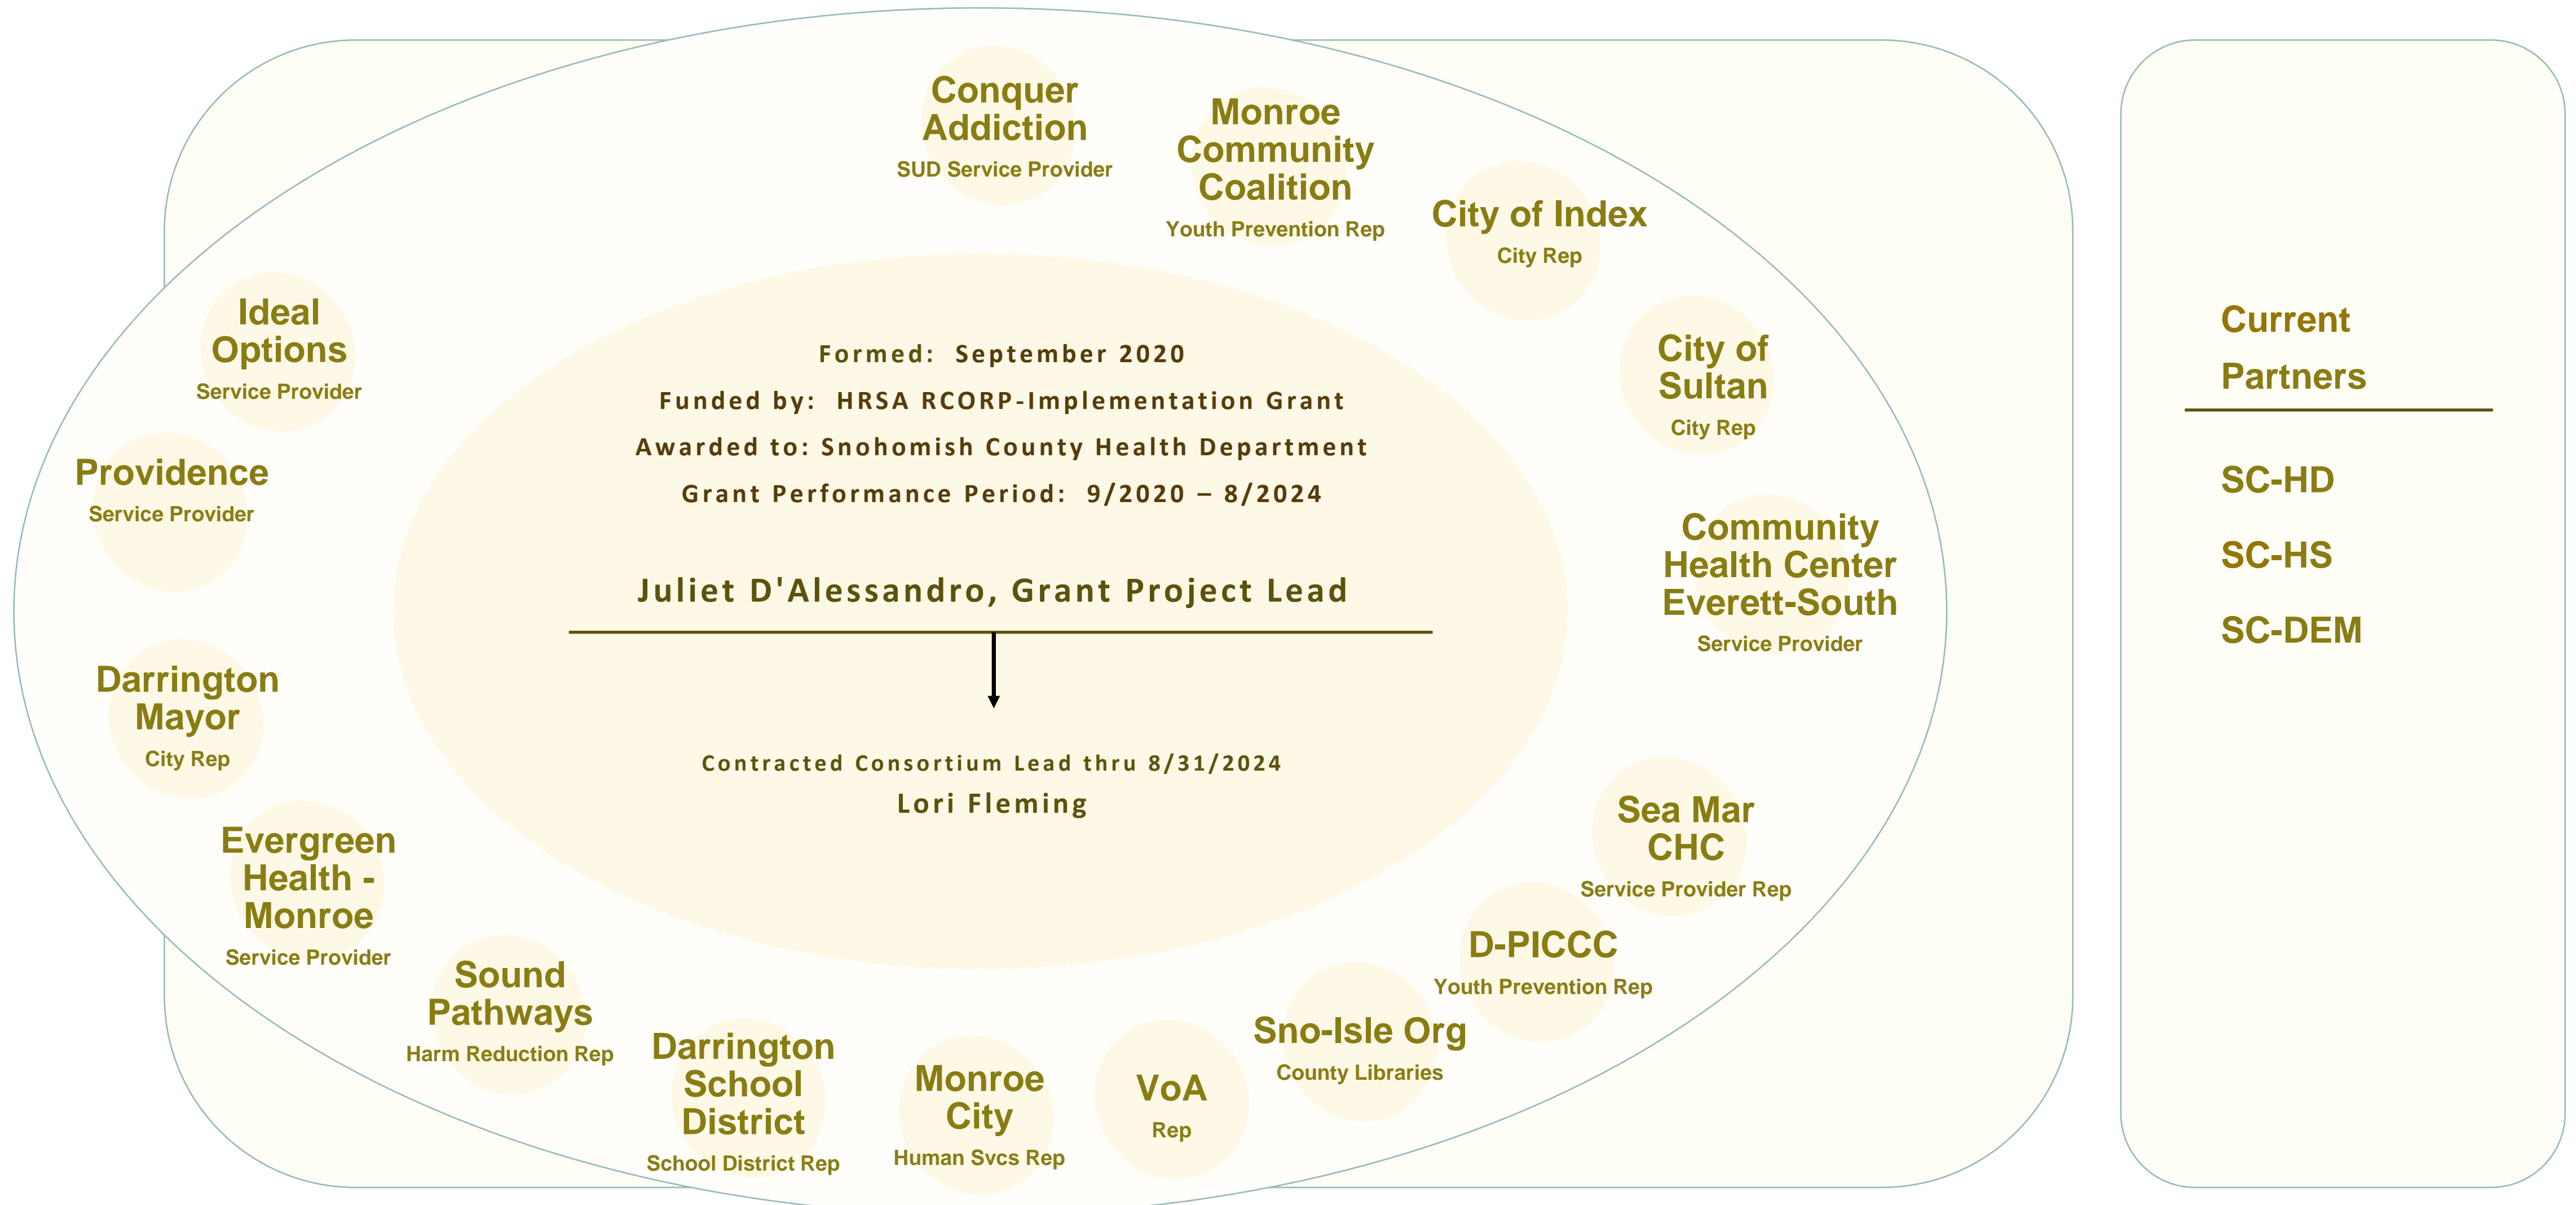 Conquer
Addiction
SUD Service Provider
Monroe
Community
Coalition
Youth Prevention Rep
City of Index
City Rep
City of
Sultan
City Rep
Community
Health Center
Everett-South
Service Provider
Sea Mar
CHC
Service Provider Rep
D-PICCC
Youth Prevention Rep
Sno-Isle Org
County Libraries
VoA
Rep
Monroe
City
Human Svcs Rep
Darrington
School
District
School District Rep
Sound
Pathways
Harm Reduction Rep
Evergreen
Health -
Monroe
Service Provider
Darrington
Mayor
City Rep
Providence
Service Provider
Ideal
Options
Service Provider
Formed: September 2020
Funded by: HRSA RCORP-Implementation Grant
Awarded to: Snohomish County Health Department
Grant Performance Period: 9/2020 – 8/2024
Juliet D'Alessandro, Grant Project Lead
Contracted Consortium Lead thru 8/31/2024
Lori Fleming
Current
Partners
SC-HD
SC-HS
SC-DEM